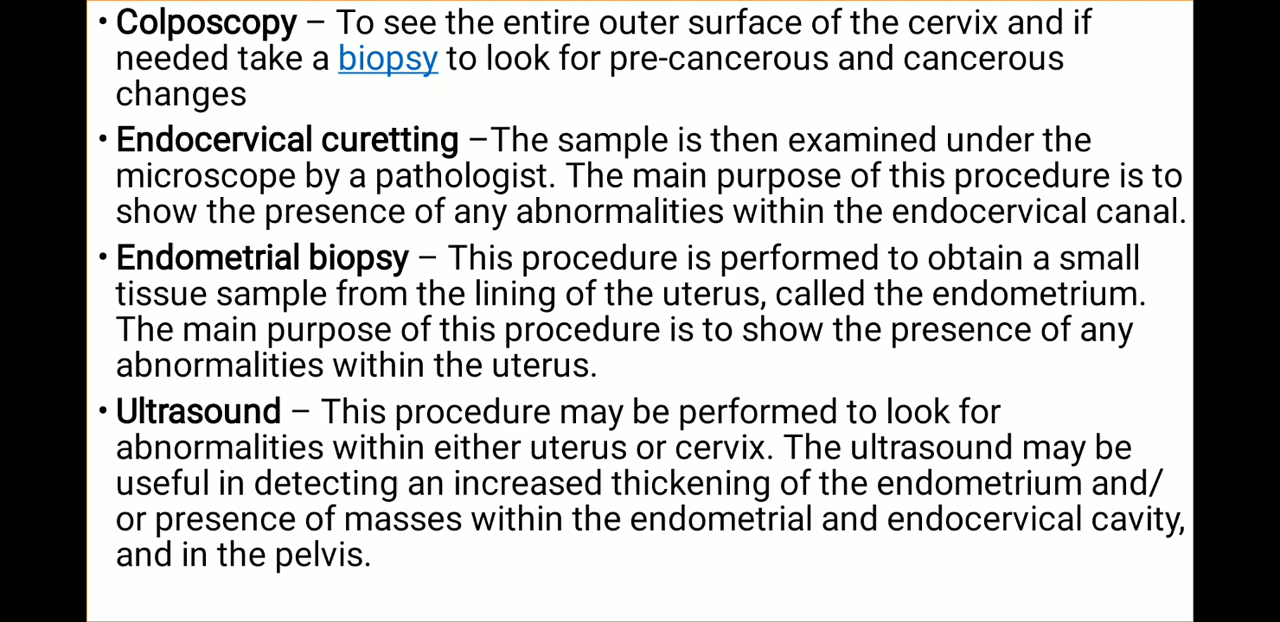 • Colposcopy – To see the entire outer surface of the cervix and if
needed take a biopsy to look for pre-cancerous and cancerous
changes
• Endocervical curetting –The sample is then examined under the
microscope by a pathologist. The main purpose of this procedure is to
show the presence of any abnormalities within the endocervical canal.
• Endometrial biopsy – This procedure is performed to obtain a small
tissue sample from the lining of the uterus, called the endometrium.
The main purpose of this procedure is to show the presence of any
abnormalities within the uterus.
• Ultrasound – This procedure may be performed to look for
abnormalities within either uterus or cervix. The ultrasound may be
useful in detecting an increased thickening of the endometrium and/
or presence of masses within the endometrial and endocervical cavity,
and in the pelvis.